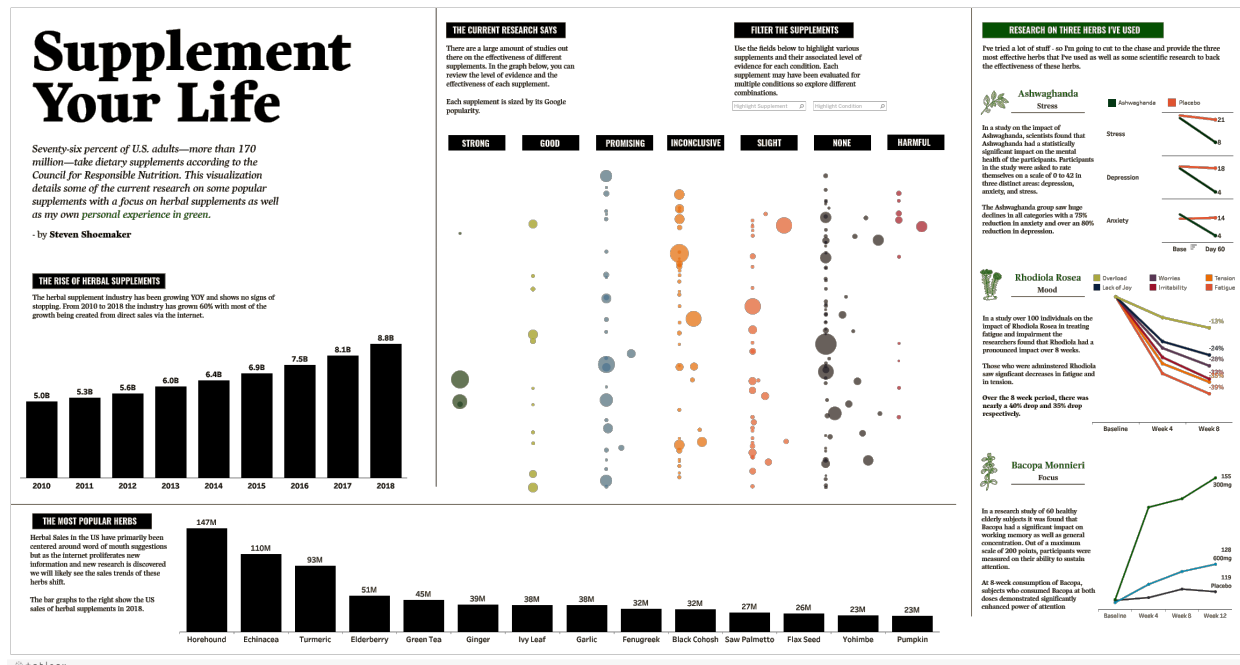 Supplement
Your Life
Seventy-six percent of U.S. adults—more than 170
million—take dietary supplements according to the
Council for Responsible Nutrition. This visualization
details some of the current research on some popular
supplements with a focus on herbal supplements as well
as my own personal experience in green.
- by Steven Shoemaker
THE RISE OF HERBAL SUPPLEMENTS
The herbal supplement industry has been growing YOY and shows no signs of
stopping. From 2010 to 2018 the industry has grown 60% with most of the
growth being created from direct sales via the internet.
5.0B 5.3B 5.6B 6.0B 6.4B 6.9B 7.5B 8.1B 8.8B
2010 2011 2012 2013 2014 2015 2016 2017 2018
THE CURRENT RESEARCH SAYS
There are a large amount of studies out
there on the effectiveness of different
supplements. In the graph below, you can
review the level of evidence and the
effectiveness of each supplement.
Each supplement is sized by its Google
popularity.
FILTER THE SUPPLEMENTS
Use the fields below to highlight various
supplements and their associated level of
evidence for each condition. Each
supplement may have been evaluated for
multiple conditions so explore different
combinations.
Highlight Supplement Highlight Condition
STRONG GOOD PROMISING INCONCLUSIVE SLIGHT NONE HARMFUL
THE MOST POPULAR HERBS
Herbal Sales in the US have primarily been
centered around word of mouth suggestions
but as the internet proliferates new
information and new research is discovered
we will likely see the sales trends of these
herbs shift.
The bar graphs to the right show the US
sales of herbal supplements in 2018.
147M 110M 93M 51M 45M 39M 38M 38M 32M 32M 27M 26M 23M 23M
Horehound Echinacea Turmeric Elderberry Green Tea Ginger Ivy Leaf Garlic Fenugreek Black Cohosh Saw Palmetto Flax Seed Yohimbe Pumpkin
RESEARCH ON THREE HERBS I'VE USED
I've tried a lot of stuff - so I'm going to cut to the chase and provide the three
most effective herbs that I've used as well as some scientific research to back
the effectiveness of these herbs.
Ashwaghanda
Stress
Ashwaghanda Placebo
In a study on the impact of
Ashwaghanda, scientists found that
Ashwaghanda had a statistically
significant impact on the mental
health of the participants. Participants
in the study were asked to rate
themselves on a scale of 0 to 42 in
three distinct areas: depression,
anxiety, and stress.
The Ashwaghanda group saw huge
declines in all categories with a 75%
reduction in anxiety and over an 80%
reduction in depression.
Stress 21 8
Depression 18 4
Anxiety 14 4
Base Day 60
Rhodiola Rosea
Mood
Overload Worries Tension
Lack of Joy Irritability Fatigue
In a study over 100 individuals on the
impact of Rhodiola Rosea in treating
fatigue and impairment the
researchers found that Rhodiola had a
pronounced impact over 8 weeks.
Those who were adminstered Rhodiola
saw signficant decreases in fatigue and
in tension.
Over the 8 week period, there was
nearly a 40% drop and 35% drop
respectively.
-13%
-24%
-28%
-39%
Baseline Week 4 Week 8
Bacopa Monnieri
Focus
In a research study of 60 healthy
elderly subjects it was found that
Bacopa had a significant impact on
working memory as well as general
concentration. Out of a maximum
scale of 200 points, participants were
measured on their ability to sustain
attention.
At 8-week consumption of Bacopa,
subjects who consumed Bacopa at both
doses demonstrated significantly
enhanced power of attention
155
300mg
128
600mg
119
Placebo
Baseline Week 4 Week 8 Week 12